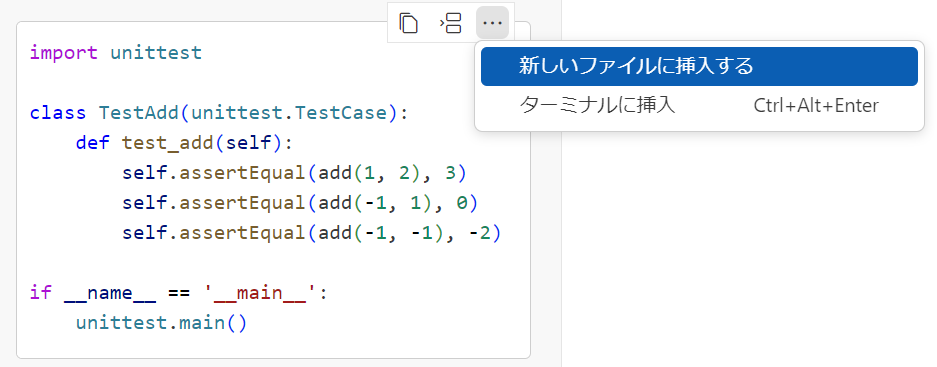 import unittest
新しいファイルに挿入する
ターミナルに挿入 Ctrl+Alt+Enter
class TestAdd(unittest.TestCase):
    def test_add(self):
        self.assertEqual(add(1, 2), 3)
        self.assertEqual(add(-1, 1), 0)
        self.assertEqual(add(-1, -1), -2)
if __name__ == '__main__':
    unittest.main()